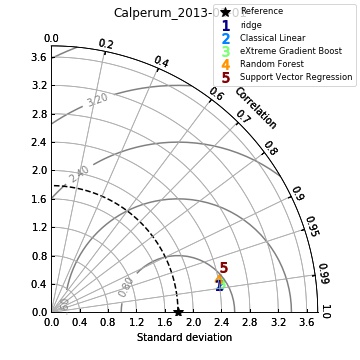 Calperum_2013-
Reference
1 ridge
2 Classical Linear
3 eXtreme Gradient Boost
4 Random Forest
5 Support Vector Regression
0.0 0.2 0.4 0.6 0.7 0.8 0.9 0.95 0.99 1.0
Correlation
3.6
3.2
2.8
2.4
2.0
1.6
1.2
0.8
0.4
0.0
3.20
2.40
0.80
5
0.0 0.4 0.8 1.2 1.6 2.0 2.4 2.8 3.2 3.6
Standard deviation